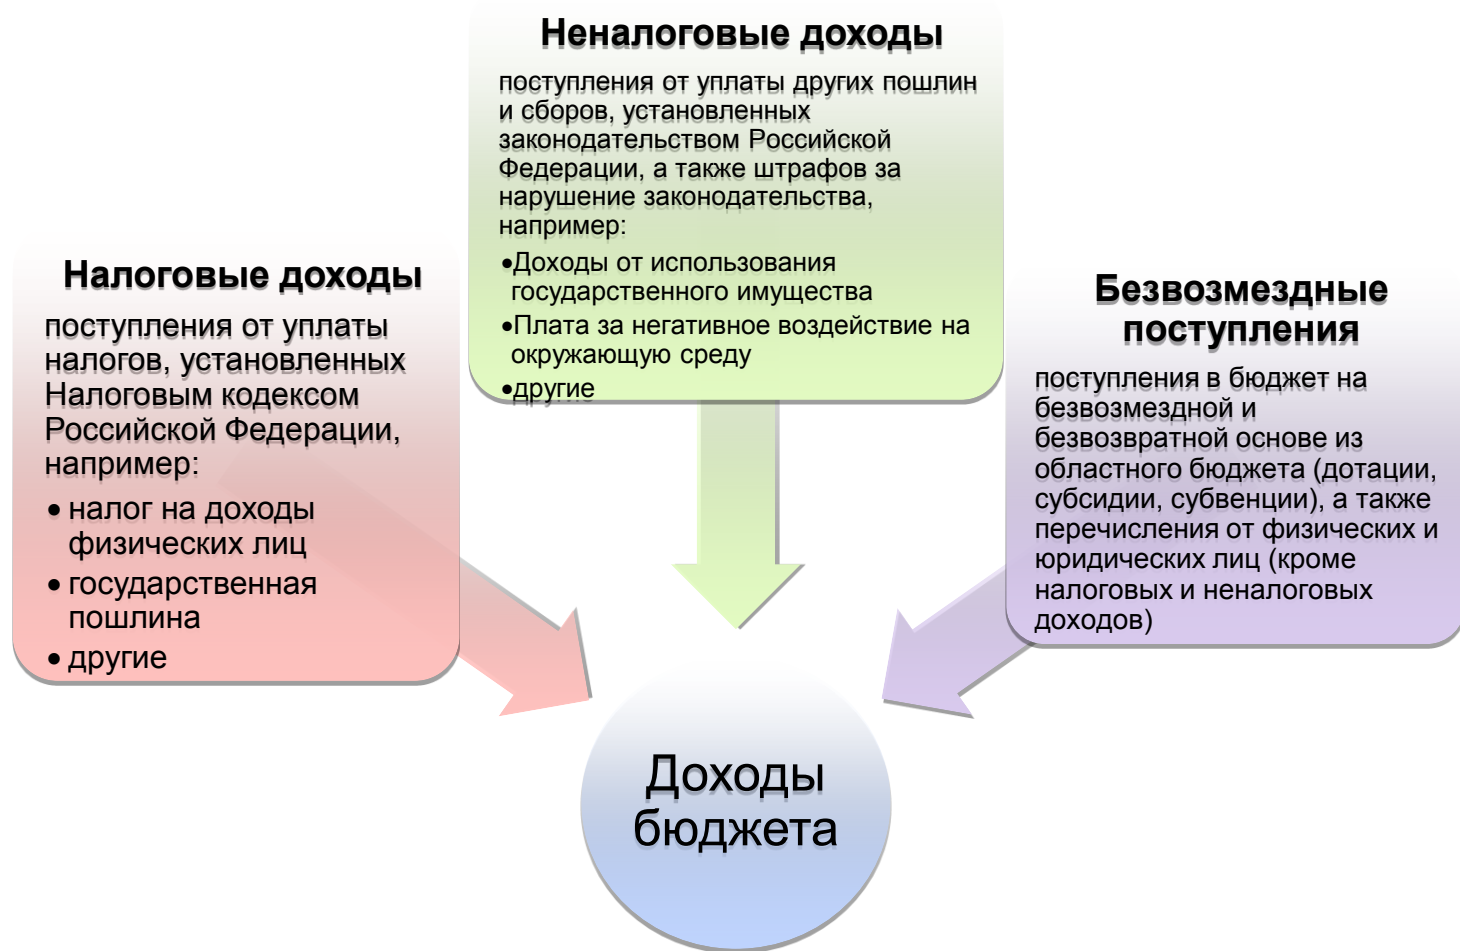 Неналоговые доходы
поступления от уплаты других пошлин
и сборов, установленных
законодательством Российской
Федерации, а также штрафов за
нарушение законодательства,
например:
•Доходы от использования
государственного имущества
•Плата за негативное воздействие на
окружающую среду
•другие
Налоговые доходы
поступления от уплаты
налогов, установленных
Налоговым кодексом
Российской Федерации,
например:
• налог на доходы
физических лиц
• государственная
пошлина
• другие
Безвозмездные
поступления
поступления в бюджет на
безвозмездной и
безвозвратной основе из
областного бюджета (дотации,
субсидии, субвенции), а также
перечисления от физических и
юридических лиц (кроме
налоговых и неналоговых
доходов)
Доходы
бюджета